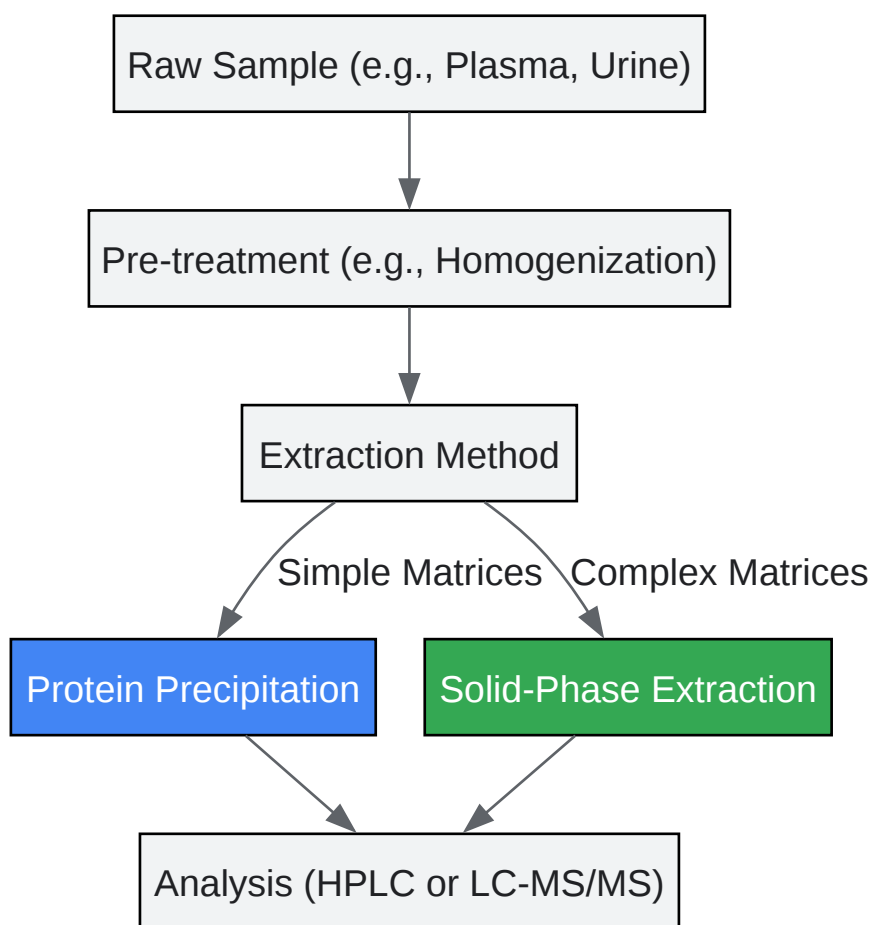 Raw Sample (e.g., Plasma, Urine)
Pre-treatment (e.g., Homogenization)
Extraction Method
Simple Matrices
Complex Matrices
Protein Precipitation
Solid-Phase Extraction
Analysis (HPLC or LC-MS/MS)